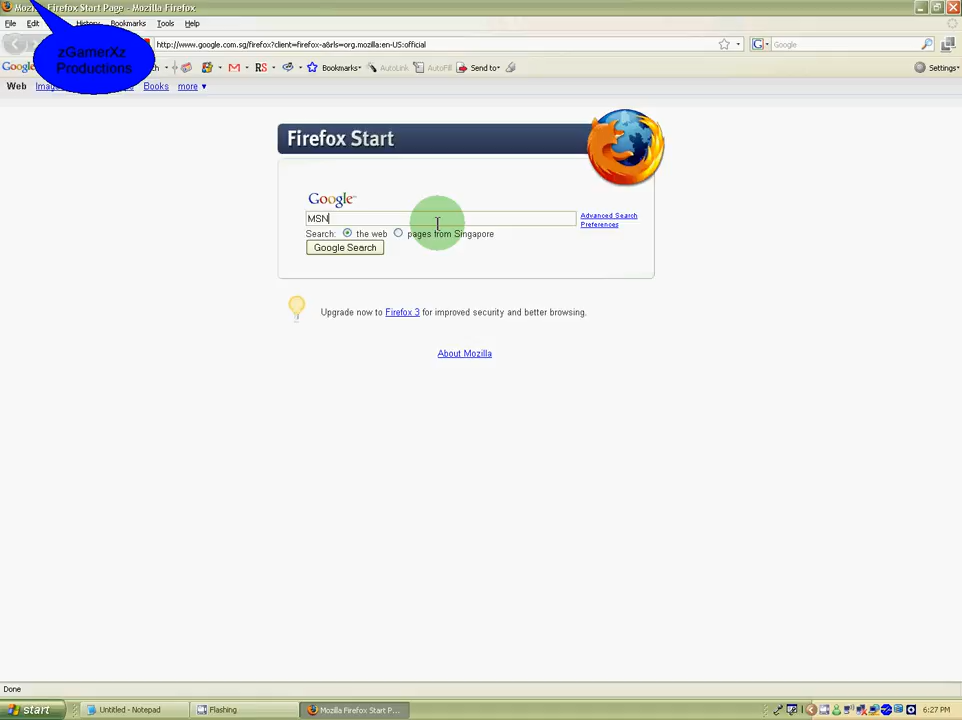 Firefox Start Page - Mozilla Firefox
File Edit History Bookmarks Tools Help
zGamerXz
Productions
http://www.google.com.sg/firefox?client=firefox-a&rls=org.mozilla:en-US:official
Google
Bookmarks
AutoLink
AutoFill
Send to
Settings
Web Books more
Firefox Start
Google
MSN
Advanced Search
Preferences
Search: the web pages from Singapore
Google Search
Upgrade now to Firefox 3 for improved security and better browsing.
About Mozilla
Done
start Untitled - Notepad Flashing Mozilla Firefox Start P... 6:27 PM